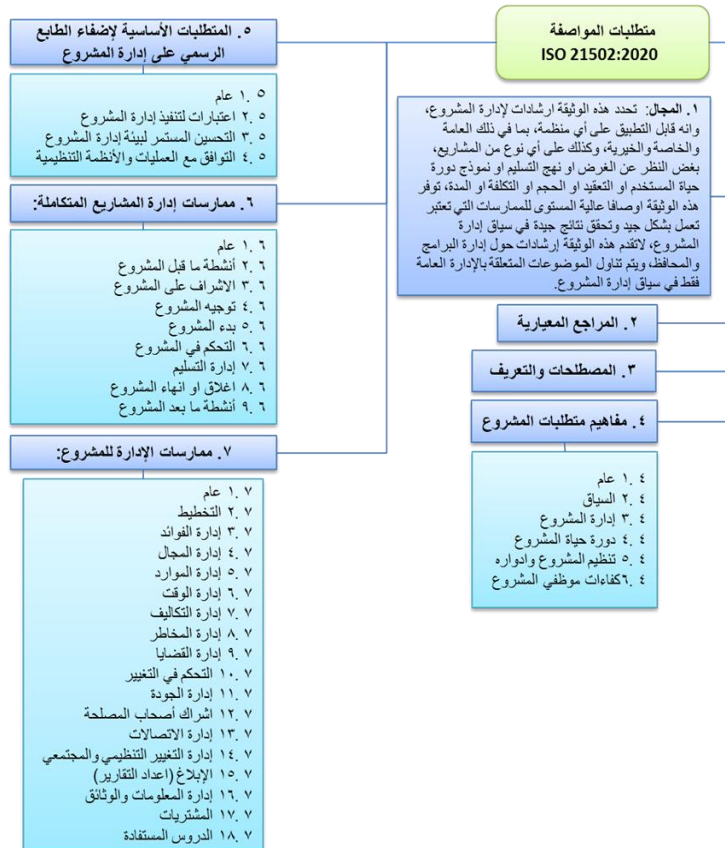 متطلبات المواصفة
ISO 21502:2020
١. المجال: تحدد هذه الوثيقة ارشادات لإدارة المشروع،
وانه قابل التطبيق على أي منظمة، بما في ذلك العامة
والخاصة والخيرية، وكذلك على أي نوع من المشاريع،
بغض النظر عن الغرض او نهج التسليم او نموذج دورة
حياة المستخدم او التعقيد او الحجم او التكلفة او المدة، توفر
هذه الوثيقة اوصافا عالية المستوى للممارسات التي تعتبر
تعمل بشكل جيد وتحقق نتائج جيدة في سياق إدارة
المشروع، لاتقدم هذه الوثيقة إرشادات حول إدارة البرامج
والمحافظ، ويتم تناول الموضوعات المتعلقة بالإدارة العامة
فقط في سياق إدارة المشروع.
٢. المراجع المعيارية
٣. المصطلحات والتعريف
٤. مفاهيم متطلبات المشروع
٤ .١ عام
٤ .٢ السياق
٤ .٣ إدارة المشروع
٤ .٤ دورة حياة المشروع
٤ .٥ تنظيم المشروع وادواره
٤ .٦كفاءات موظفي المشروع
٥. المتطلبات الأساسية لإضفاء الطابع
الرسمي على إدارة المشروع
٥ .١ عام
٥ .٢ اعتبارات لتنفيذ إدارة المشروع
٥ .٣ التحسين المستمر لبيئة إدارة المشروع
٥ .٤ التوافق مع العمليات والأنظمة التنظيمية
٦. ممارسات إدارة المشاريع المتكاملة:
٦ .١ عام
٦ .٢ أنشطة ما قبل المشروع
٦ .٣ الاشراف على المشروع
٦ .٤ توجيه المشروع
٦ .٥ بدء المشروع
٦ .٦ التحكم في المشروع
٦ .٧ إدارة التسليم
٦ .٨ اغلاق او انهاء المشروع
٦ .٩ أنشطة ما بعد المشروع
٧. ممارسات الإدارة للمشروع:
٧ .١ عام
٧ .٢ التخطيط
٧ .٣ إدارة الفوائد
٧ .٤ إدارة المجال
٧ .٥ إدارة الموارد
٧ .٦ إدارة الوقت
٧ .٧ إدارة التكاليف
٧ .٨ إدارة المخاطر
٧ .٩ إدارة القضايا
٧ .١٠ التحكم في التغيير
٧ .١١ إدارة الجودة
٧ .١٢ اشراك أصحاب المصلحة
٧ .١٣ إدارة الاتصالات
٧ .١٤ إدارة التغيير التنظيمي والمجتمعي
٧ .١٥ الإبلاغ (اعداد التقارير)
٧ .١٦ إدارة المعلومات والوثائق
٧ .١٧ المشتريات
٧ .١٨ الدروس المستفادة